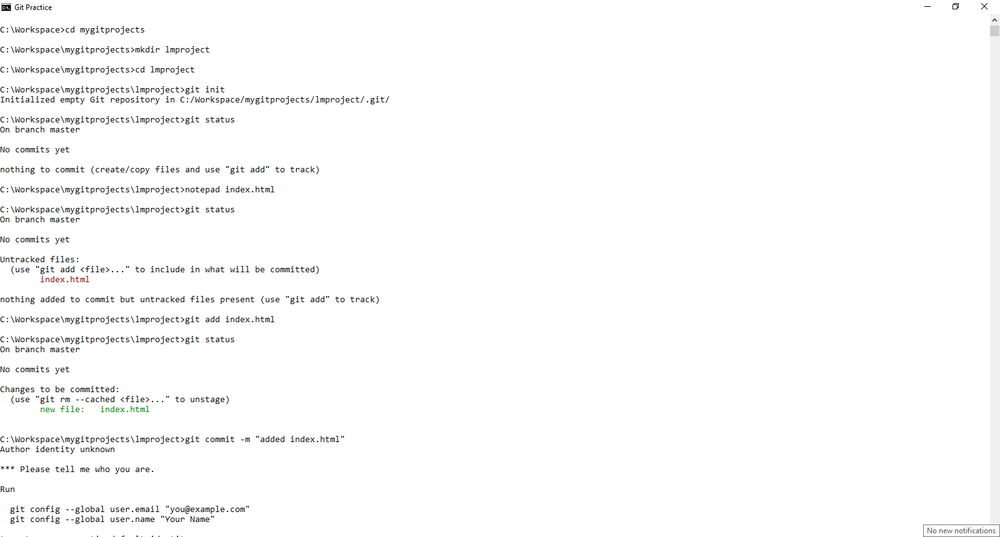 Git Practice
C:\Workspace>cd mygitprojects
C:\Workspace\mygitprojects>mkdir lmproject
C:\Workspace\mygitprojects>cd lmproject
C:\Workspace\mygitprojects\lmproject>git init
Initialized empty Git repository in C:/Workspace/mygitprojects/lmproject/.git/
C:\Workspace\mygitprojects\lmproject>git status
On branch master
No commits yet
nothing to commit (create/copy files and use "git add" to track)
C:\Workspace\mygitprojects\lmproject>notepad index.html
C:\Workspace\mygitprojects\lmproject>git status
On branch master
No commits yet
Untracked files:
  (use "git add <file>..." to include in what will be committed)
        index.html
nothing added to commit but untracked files present (use "git add" to track)
C:\Workspace\mygitprojects\lmproject>git add index.html
C:\Workspace\mygitprojects\lmproject>git status
On branch master
No commits yet
Changes to be committed:
  (use "git rm --cached <file>..." to unstage)
        new file:   index.html
C:\Workspace\mygitprojects\lmproject>git commit -m "added index.html"
Author identity unknown
*** Please tell me who you are.
Run
  git config --global user.email "you@example.com"
  git config --global user.name "Your Name"
No new notifications